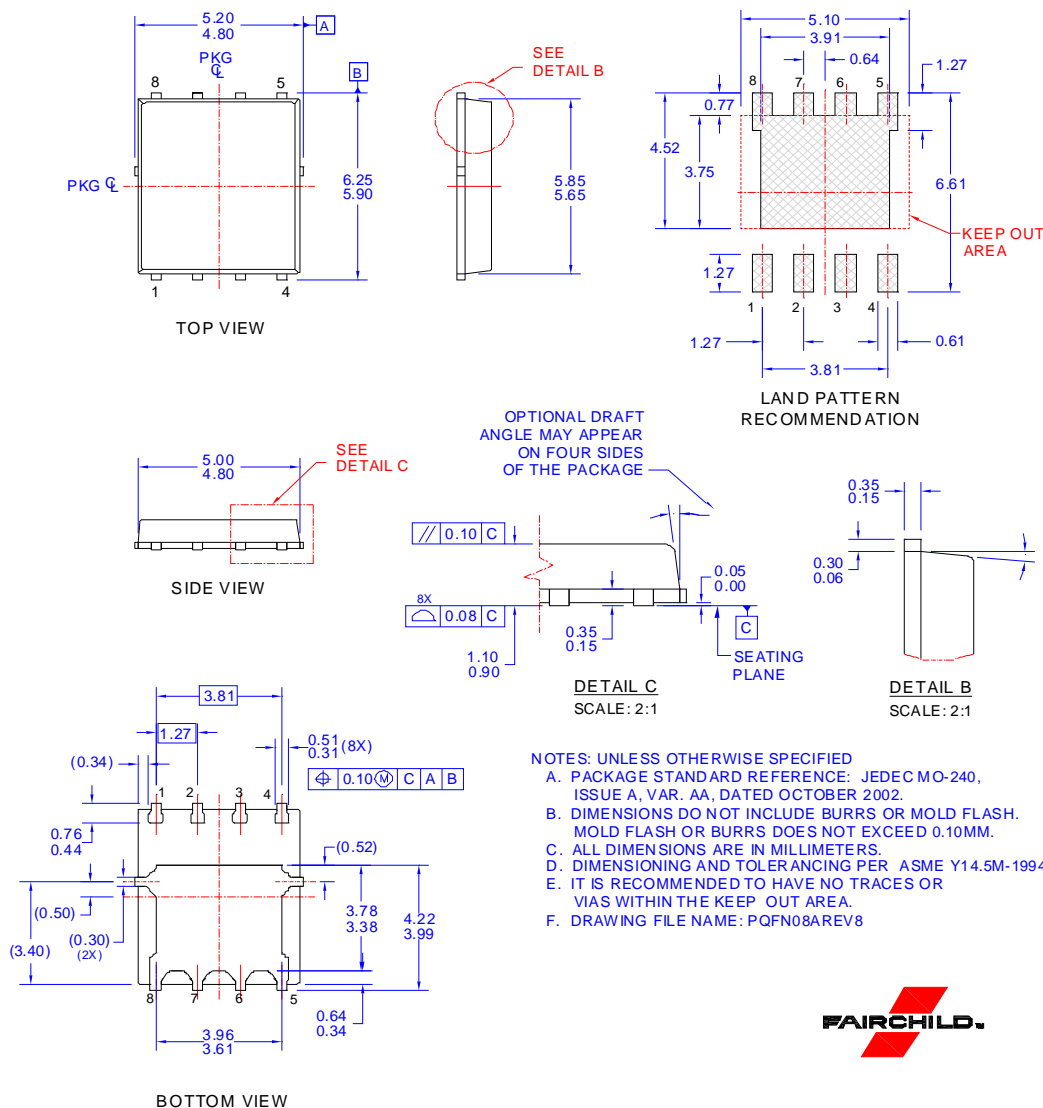 5.20
4.80
A
PKG
CL
B
8
5
PKG CL
6.25
5.90
1
4
TOP VIEW
SEE
DETAIL B
5.85
5.65
5.10
3.91
0.64
1.27
8
7
6
5
0.77
4.52
3.75
6.61
KEEP OUT
AREA
1.27
1
2
3
4
1.27
0.61
3.81
LAND PATTERN
RECOMMENDATION
5.00
4.80
SEE
DETAIL C
SIDE VIEW
OPTIONAL DRAFT
ANGLE MAY APPEAR
ON FOUR SIDES
OF THE PACKAGE
// 0.10 C
8X
0.08 C
1.10
0.90
0.35
0.15
0.05
0.00
C
SEATING
PLANE
DETAIL C
SCALE: 2:1
0.35
0.15
0.30
0.06
DETAIL B
SCALE: 2:1
3.81
1.27
(0.34)
0.51
0.31 (8X)
⌖ 0.10 Ⓜ C A B
1
2
3
4
0.76
0.44
(0.52)
(0.50)
(0.30)
(2X)
(3.40)
3.78
3.38
4.22
3.99
8
7
6
5
0.64
0.34
3.96
3.61
BOTTOM VIEW
NOTES: UNLESS OTHERWISE SPECIFIED
A. PACKAGE STANDARD REFERENCE: JEDEC MO-240,
ISSUE A, VAR. AA, DATED OCTOBER 2002.
B. DIMENSIONS DO NOT INCLUDE BURRS OR MOLD FLASH.
MOLD FLASH OR BURRS DOES NOT EXCEED 0.10MM.
C. ALL DIMENSIONS ARE IN MILLIMETERS.
D. DIMENSIONING AND TOLERANCING PER ASME Y14.5M-1994
E. IT IS RECOMMENDED TO HAVE NO TRACES OR
VIAS WITHIN THE KEEP OUT AREA.
F. DRAWING FILE NAME: PQFN08AREV8
FAIRCHILD™